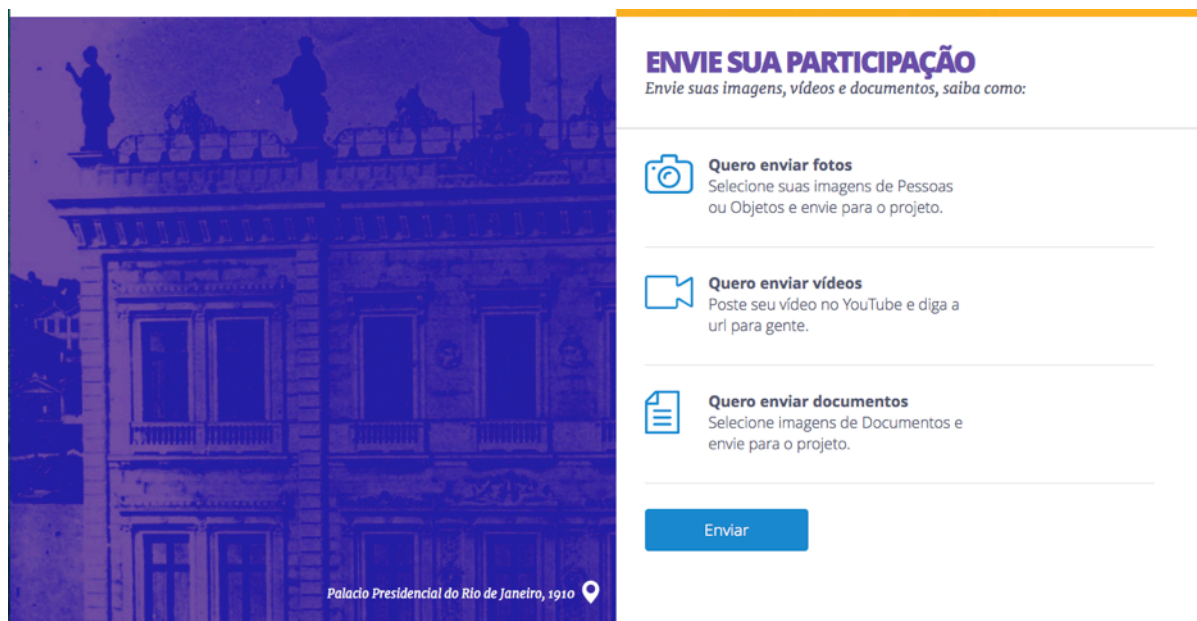 ENVIE SUA PARTICIPAÇÃO
Envie suas imagens, vídeos e documentos, saiba como:
Quero enviar fotos
Selecione suas imagens de Pessoas
ou Objetos e envie para o projeto.
Quero enviar vídeos
Poste seu vídeo no YouTube e diga a
url para gente.
Quero enviar documentos
Selecione imagens de Documentos e
envie para o projeto.
Enviar
Palacio Presidencial do Rio de Janeiro, 1910